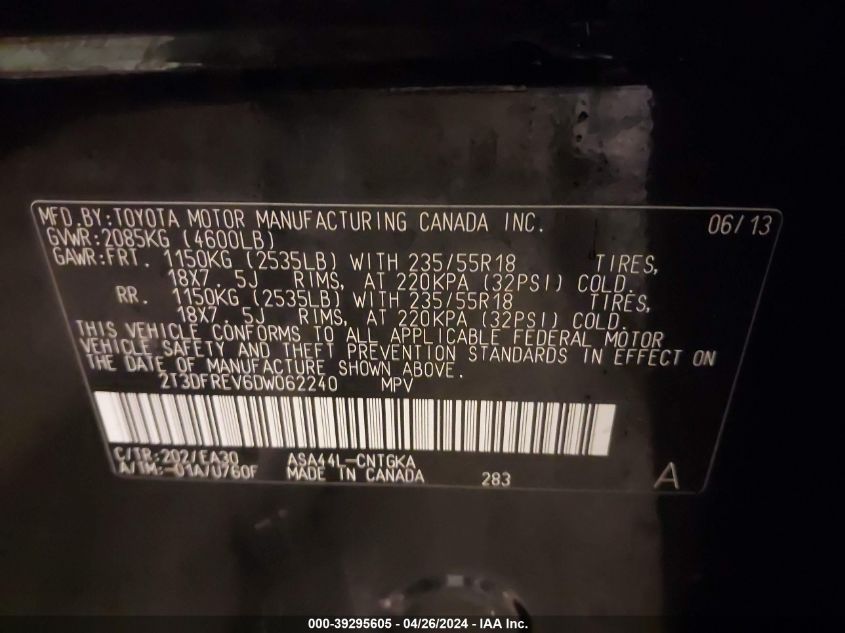 MFD.BY:TOYOTA MOTOR MANUFACTURING CANADA INC. 06/13
GVWR:2085KG (4600LB)
GAWR:FRT. 1150KG (2535LB) WITH 235/55R18 TIRES,
18X7.5J RIMS, AT 220KPA (32PSI) COLD.
RR. 1150KG (2535LB) WITH 235/55R18 TIRES,
18X7.5J RIMS, AT 220KPA (32PSI) COLD.
THIS VEHICLE CONFORMS TO ALL APPLICABLE FEDERAL MOTOR
VEHICLE SAFETY AND THEFT PREVENTION STANDARDS IN EFFECT ON
THE DATE OF MANUFACTURE SHOWN ABOVE.
2T3DFREV6DW062240 MPV
C/TR:202/EA30 ASA44L-CNTGKA
A/TM:-01A/U760F MADE IN CANADA 283 A
000-39295605 - 04/26/2024 - IAA Inc.